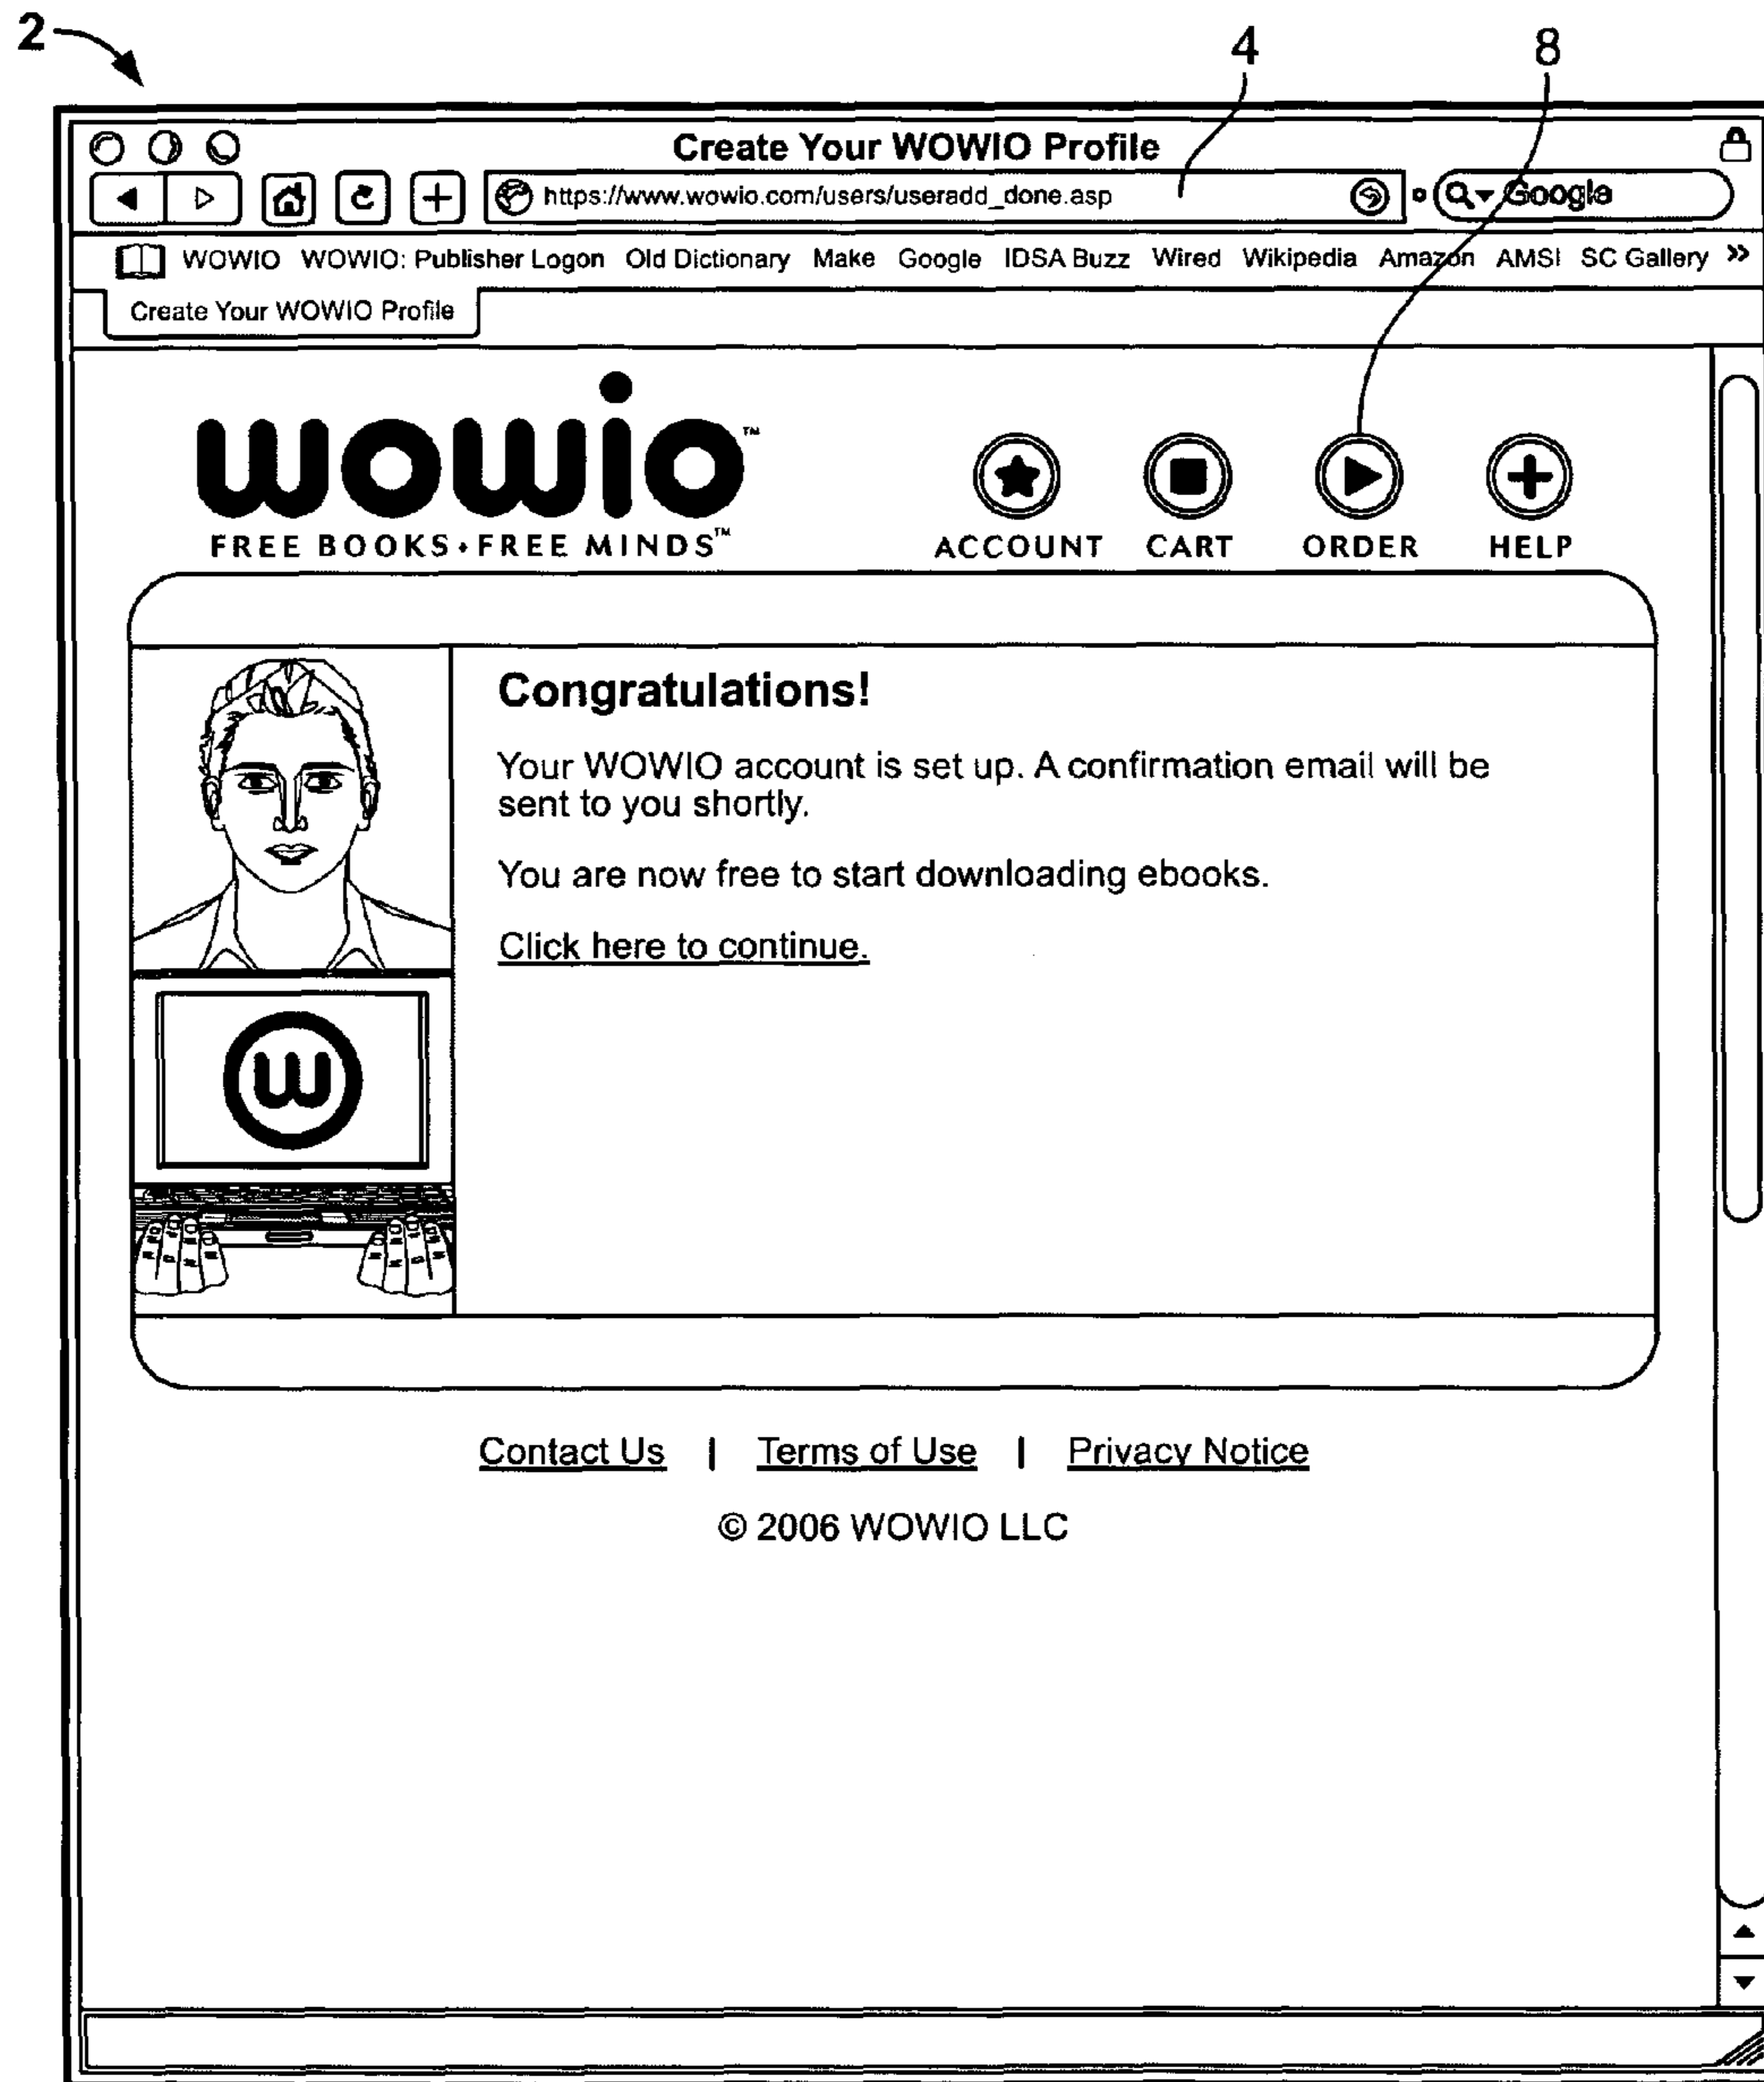 2
4
8
Create Your WOWIO Profile
https://www.wowio.com/users/useradd_done.asp
Google
WOWIO WOWIO: Publisher Logon Old Dictionary Make Google IDSA Buzz Wired Wikipedia Amazon AMSI SC Gallery »
Create Your WOWIO Profile
wowio™
FREE BOOKS•FREE MINDS™
ACCOUNT CART ORDER HELP
Congratulations!
Your WOWIO account is set up. A confirmation email will be
sent to you shortly.
You are now free to start downloading ebooks.
Click here to continue.
w
Contact Us | Terms of Use | Privacy Notice
© 2006 WOWIO LLC